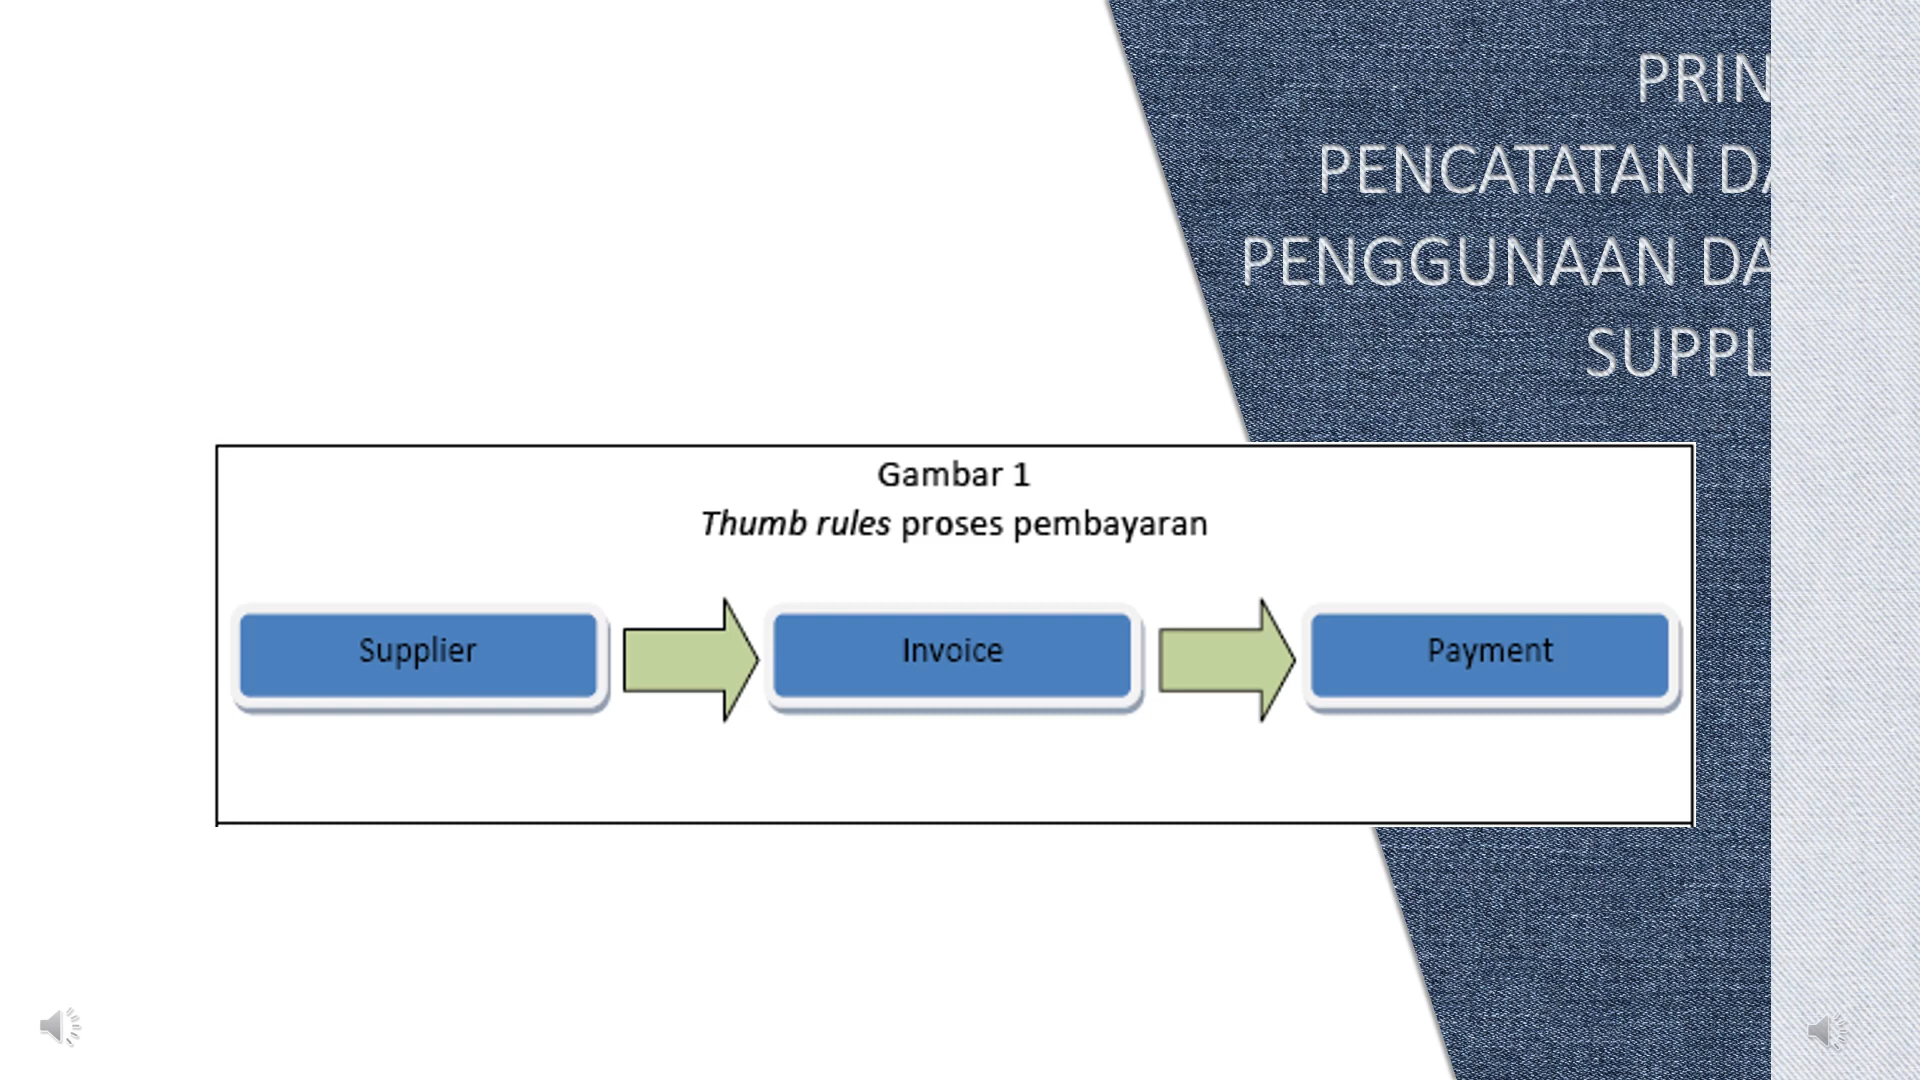 PRIN
PENCATATAN DA
PENGGUNAAN DA
SUPPL
Gambar 1
Thumb rules proses pembayaran
Supplier
Invoice
Payment